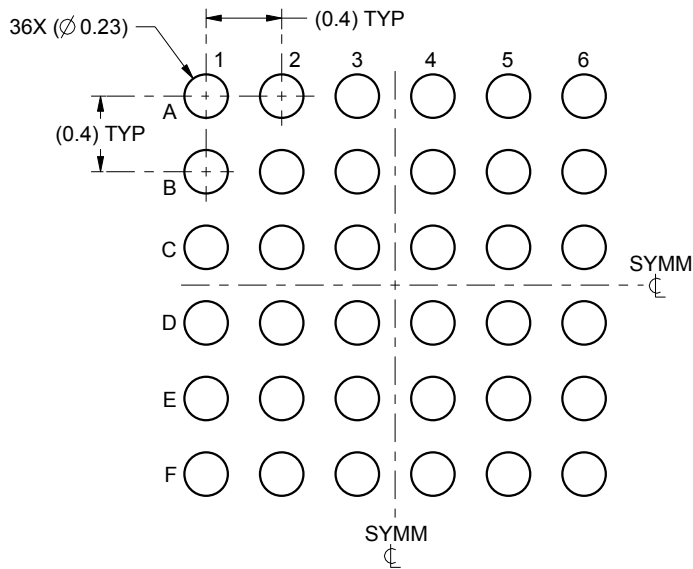 (0.4) TYP
36X (∅ 0.23)
1 2 3 4 5 6
A
(0.4) TYP
B
C
SYMM
℄
D
E
F
SYMM
℄